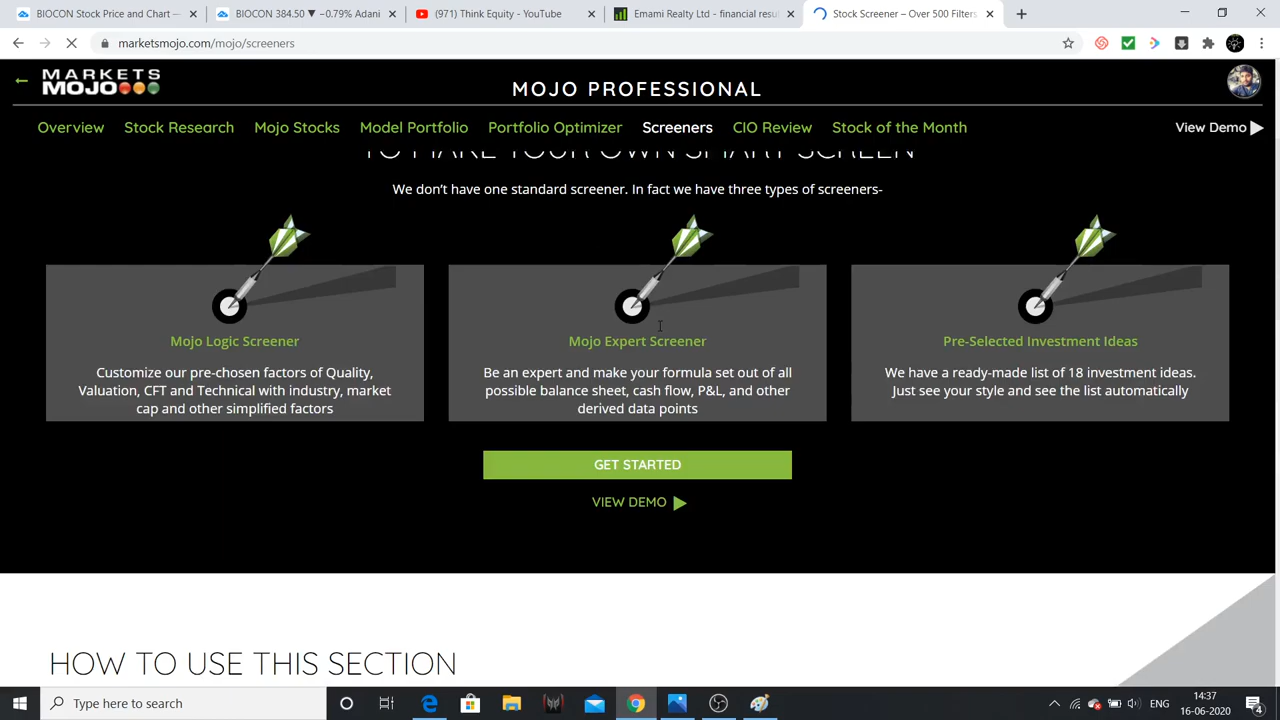 BIOCON Stock Price and Chart —
BIOCON 384.50 ▼ −0.79% Adani
(971) Think Equity - YouTube
Emami Realty Ltd - financial resul
Stock Screener – Over 500 Filters
marketsmojo.com/mojo/screeners
MARKETS
MOJO
MOJO PROFESSIONAL
Overview
Stock Research
Mojo Stocks
Model Portfolio
Portfolio Optimizer
Screeners
CIO Review
Stock of the Month
View Demo
TO MAKE YOUR OWN SMART SCREEN
We don’t have one standard screener. In fact we have three types of screeners-
Mojo Logic Screener
Customize our pre-chosen factors of Quality,
Valuation, CFT and Technical with industry, market
cap and other simplified factors
Mojo Expert Screener
Be an expert and make your formula set out of all
possible balance sheet, cash flow, P&L, and other
derived data points
Pre-Selected Investment Ideas
We have a ready-made list of 18 investment ideas.
Just see your style and see the list automatically
GET STARTED
VIEW DEMO
HOW TO USE THIS SECTION
Type here to search
ENG
14:37
16-06-2020
4